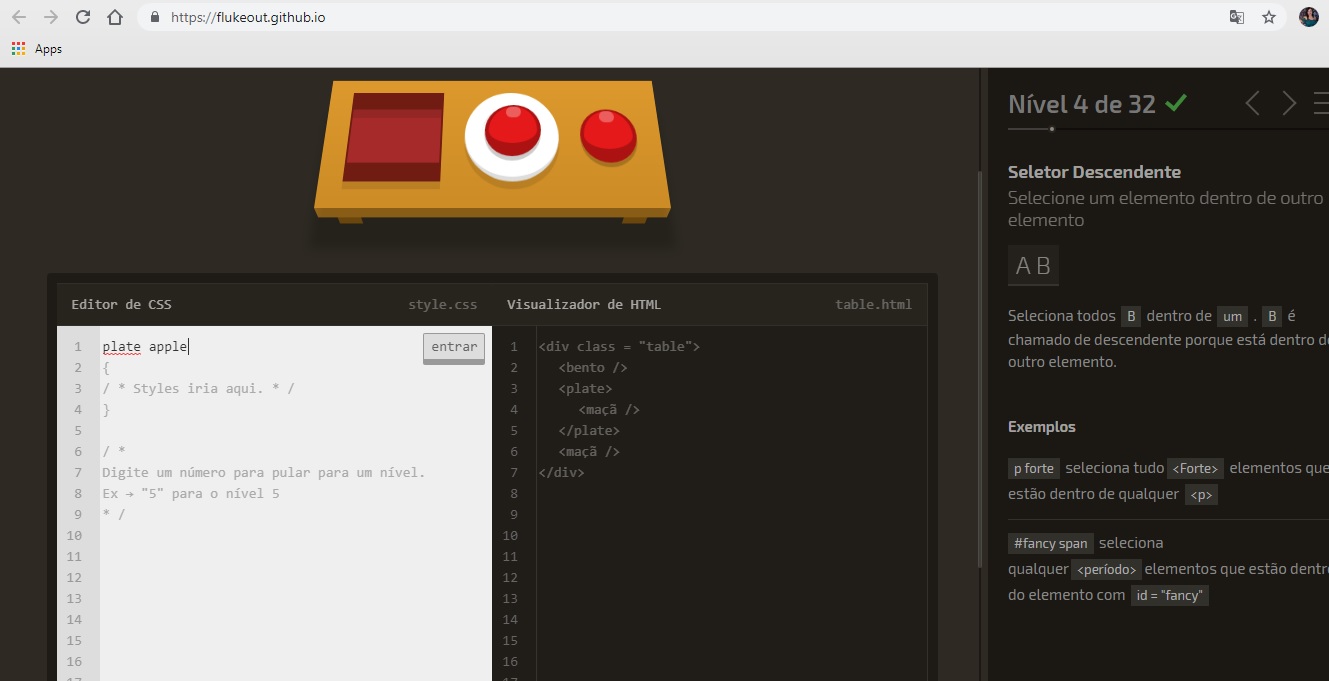 https://flukeout.github.io
Apps
Nível 4 de 32
Seletor Descendente
Selecione um elemento dentro de outro
elemento
A B
Seleciona todos B dentro de um . B é
chamado de descendente porque está dentro de
outro elemento.
Exemplos
p forte seleciona tudo <Forte> elementos que
estão dentro de qualquer <p>
#fancy span seleciona
qualquer <período> elementos que estão dentro
do elemento com id = "fancy"
Editor de CSS style.css
1 plate apple entrar
2 {
3 / * Styles iria aqui. * /
4 }
5
6 / *
7 Digite um número para pular para um nível.
8 Ex → "5" para o nível 5
9 * /
10
11
12
13
14
15
16
17
Visualizador de HTML table.html
1 <div class = "table">
2 <bento />
3 <plate>
4 <maçã />
5 </plate>
6 <maçã />
7 </div>
8
9
10
11
12
13
14
15
16
17